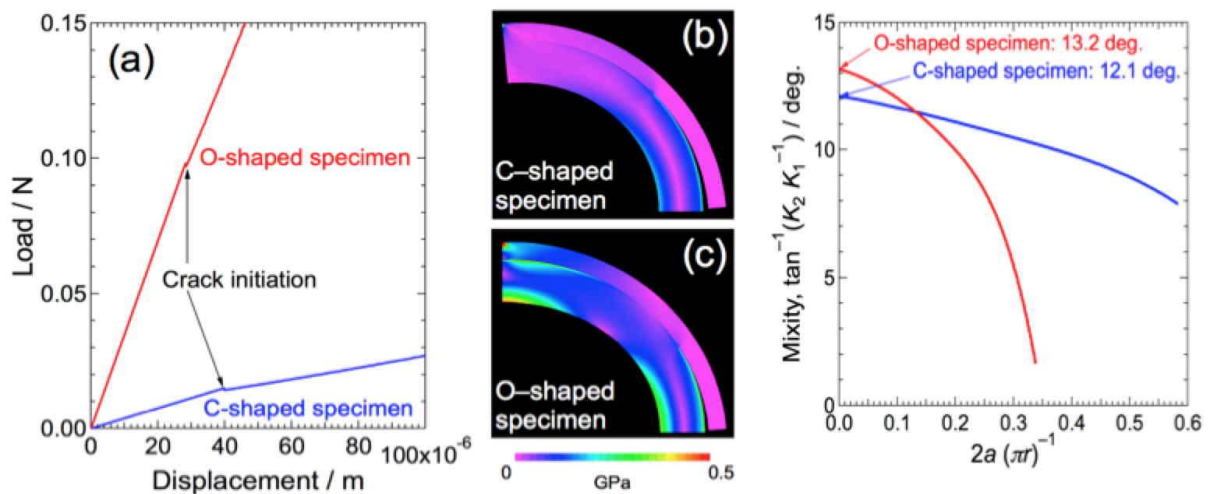 (a)
0.15
0.10
0.05
0.00
Load / N
O-shaped specimen
Crack initiation
C-shaped specimen
0 20 40 60 80 100x10⁻⁶
Displacement / m
(b)
C–shaped
specimen
(c)
O–shaped
specimen
0 0.5
GPa
15
10
5
0
Mixity, tan⁻¹(K₂ K₁⁻¹) / deg.
O-shaped specimen: 13.2 deg.
C-shaped specimen: 12.1 deg.
0.0 0.1 0.2 0.3 0.4 0.5 0.6
2a (πr)⁻¹